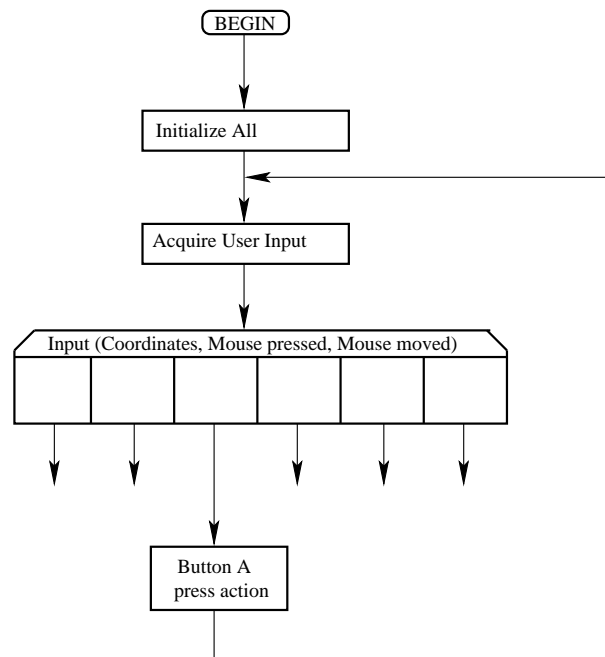 BEGIN
Initialize All
Acquire User Input
Input (Coordinates, Mouse pressed, Mouse moved)
Button A
press action